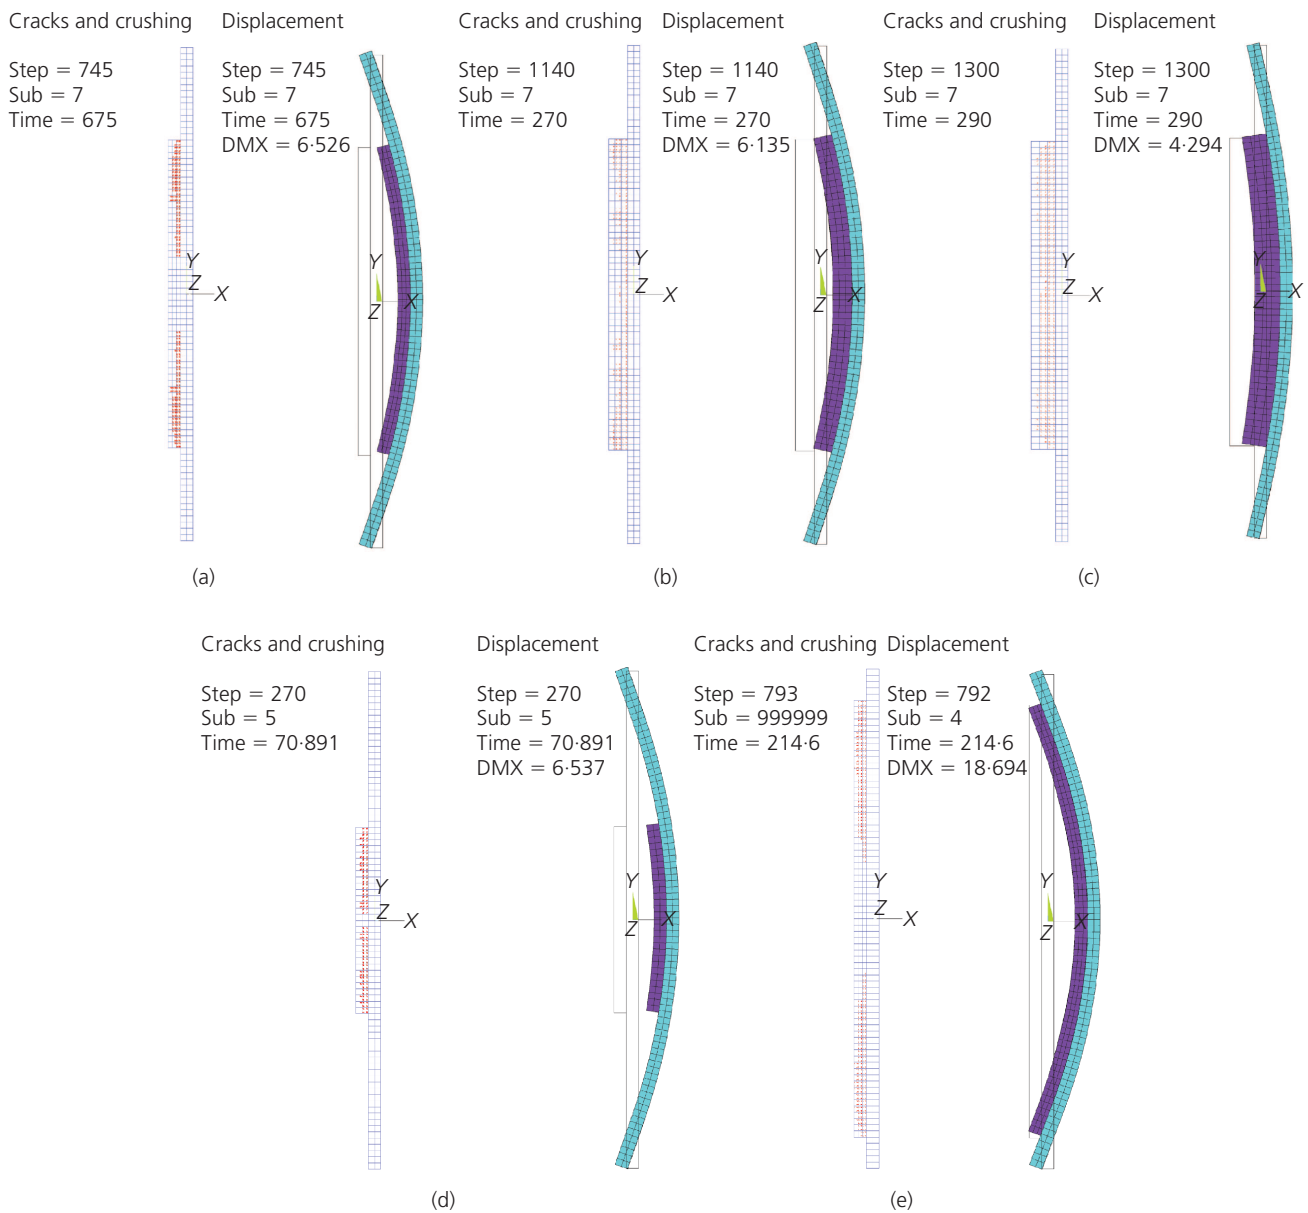 Cracks and crushing
Step = 745
Sub = 7
Time = 675
Y
Z
X
Displacement
Step = 745
Sub = 7
Time = 675
DMX = 6·526
Y
X
Z
(a)
Cracks and crushing
Step = 1140
Sub = 7
Time = 270
Y
Z
X
Displacement
Step = 1140
Sub = 7
Time = 270
DMX = 6·135
Y
X
Z
(b)
Cracks and crushing
Step = 1300
Sub = 7
Time = 290
Y
Z
X
Displacement
Step = 1300
Sub = 7
Time = 290
DMX = 4·294
Y
X
Z
(c)
Cracks and crushing
Step = 270
Sub = 5
Time = 70·891
Y
Z
X
Displacement
Step = 270
Sub = 5
Time = 70·891
DMX = 6·537
Y
X
Z
(d)
Cracks and crushing
Step = 793
Sub = 999999
Time = 214·6
Y
Z
X
Displacement
Step = 792
Sub = 4
Time = 214·6
DMX = 18·694
Y
X
Z
(e)